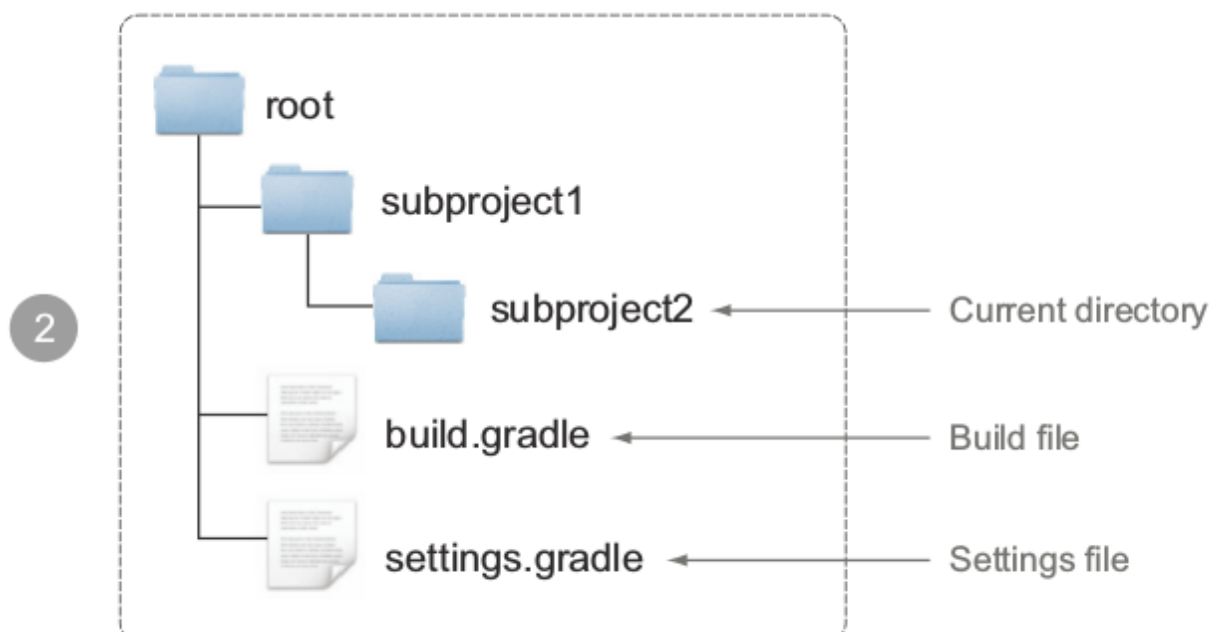 root
subproject1
2
subproject2
Current directory
build.gradle
Build file
settings.gradle
Settings file